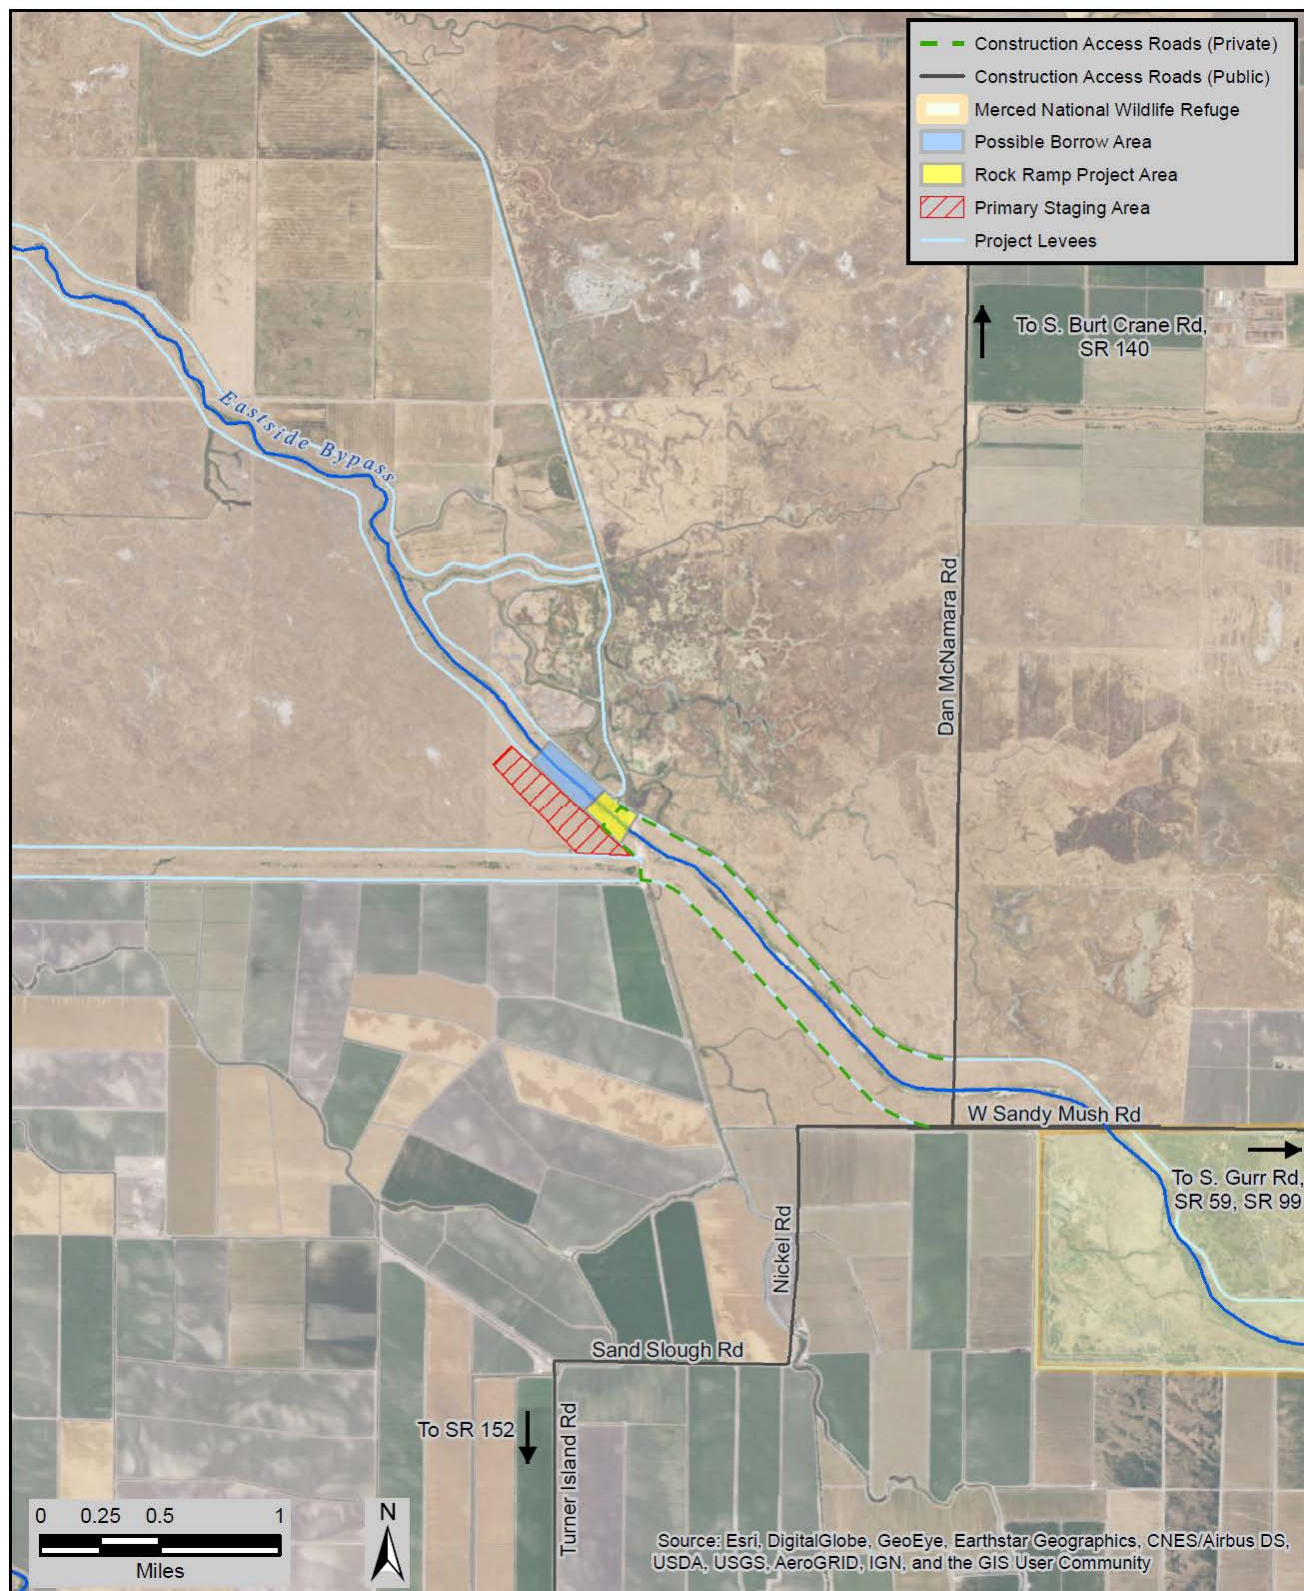 Construction Access Roads (Private)
Construction Access Roads (Public)
Merced National Wildlife Refuge
Possible Borrow Area
Rock Ramp Project Area
Primary Staging Area
Project Levees
To S. Burt Crane Rd,
SR 140
Eastside Bypass
Dan McNamara Rd
W Sandy Mush Rd
To S. Gurr Rd,
SR 59, SR 99
Nickel Rd
Sand Slough Rd
To SR 152
Turner Island Rd
0 0.25 0.5 1
Miles
N
Source: Esri, DigitalGlobe, GeoEye, Earthstar Geographics, CNES/Airbus DS,
USDA, USGS, AeroGRID, IGN, and the GIS User Community